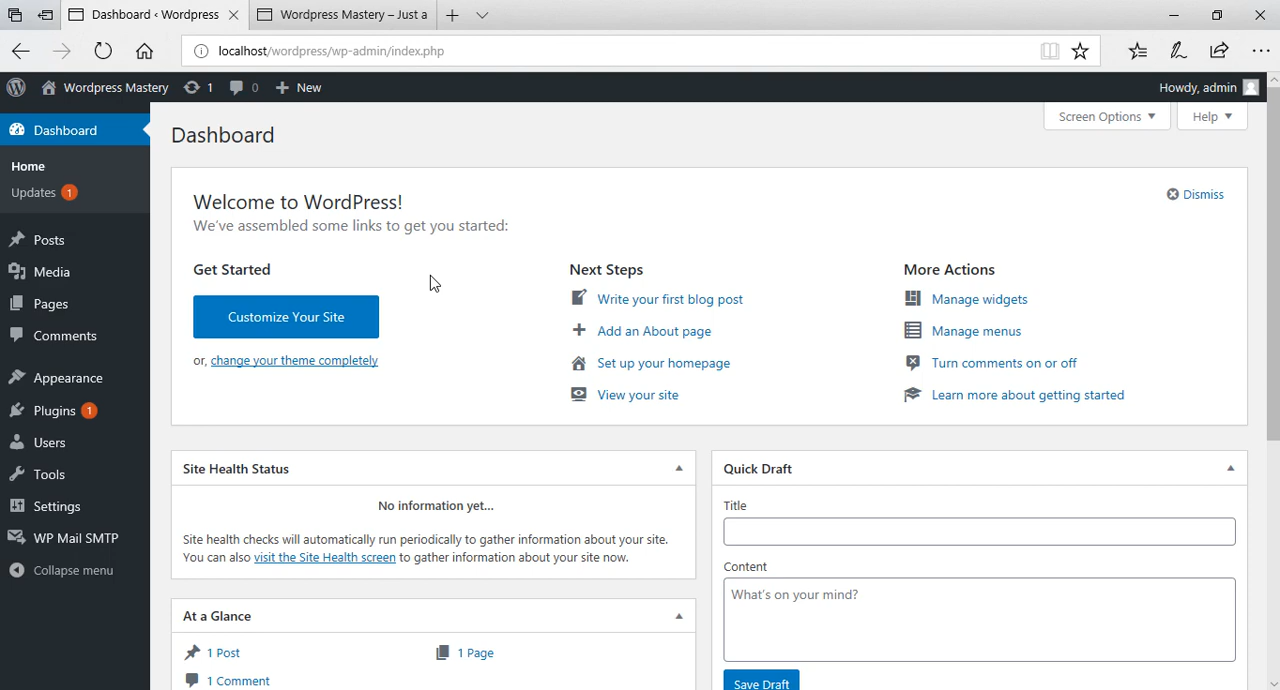 Dashboard ‹ Wordpress
Wordpress Mastery – Just a
localhost/wordpress/wp-admin/index.php
Wordpress Mastery
1
0
New
Howdy, admin
Dashboard
Home
Updates 1
Posts
Media
Pages
Comments
Appearance
Plugins 1
Users
Tools
Settings
WP Mail SMTP
Collapse menu
Screen Options
Help
Dashboard
Welcome to WordPress!
We've assembled some links to get you started:
Dismiss
Get Started
Customize Your Site
or, change your theme completely
Next Steps
Write your first blog post
Add an About page
Set up your homepage
View your site
More Actions
Manage widgets
Manage menus
Turn comments on or off
Learn more about getting started
Site Health Status
No information yet...
Site health checks will automatically run periodically to gather information about your site.
You can also visit the Site Health screen to gather information about your site now.
At a Glance
1 Post
1 Page
1 Comment
Quick Draft
Title
Content
What's on your mind?
Save Draft